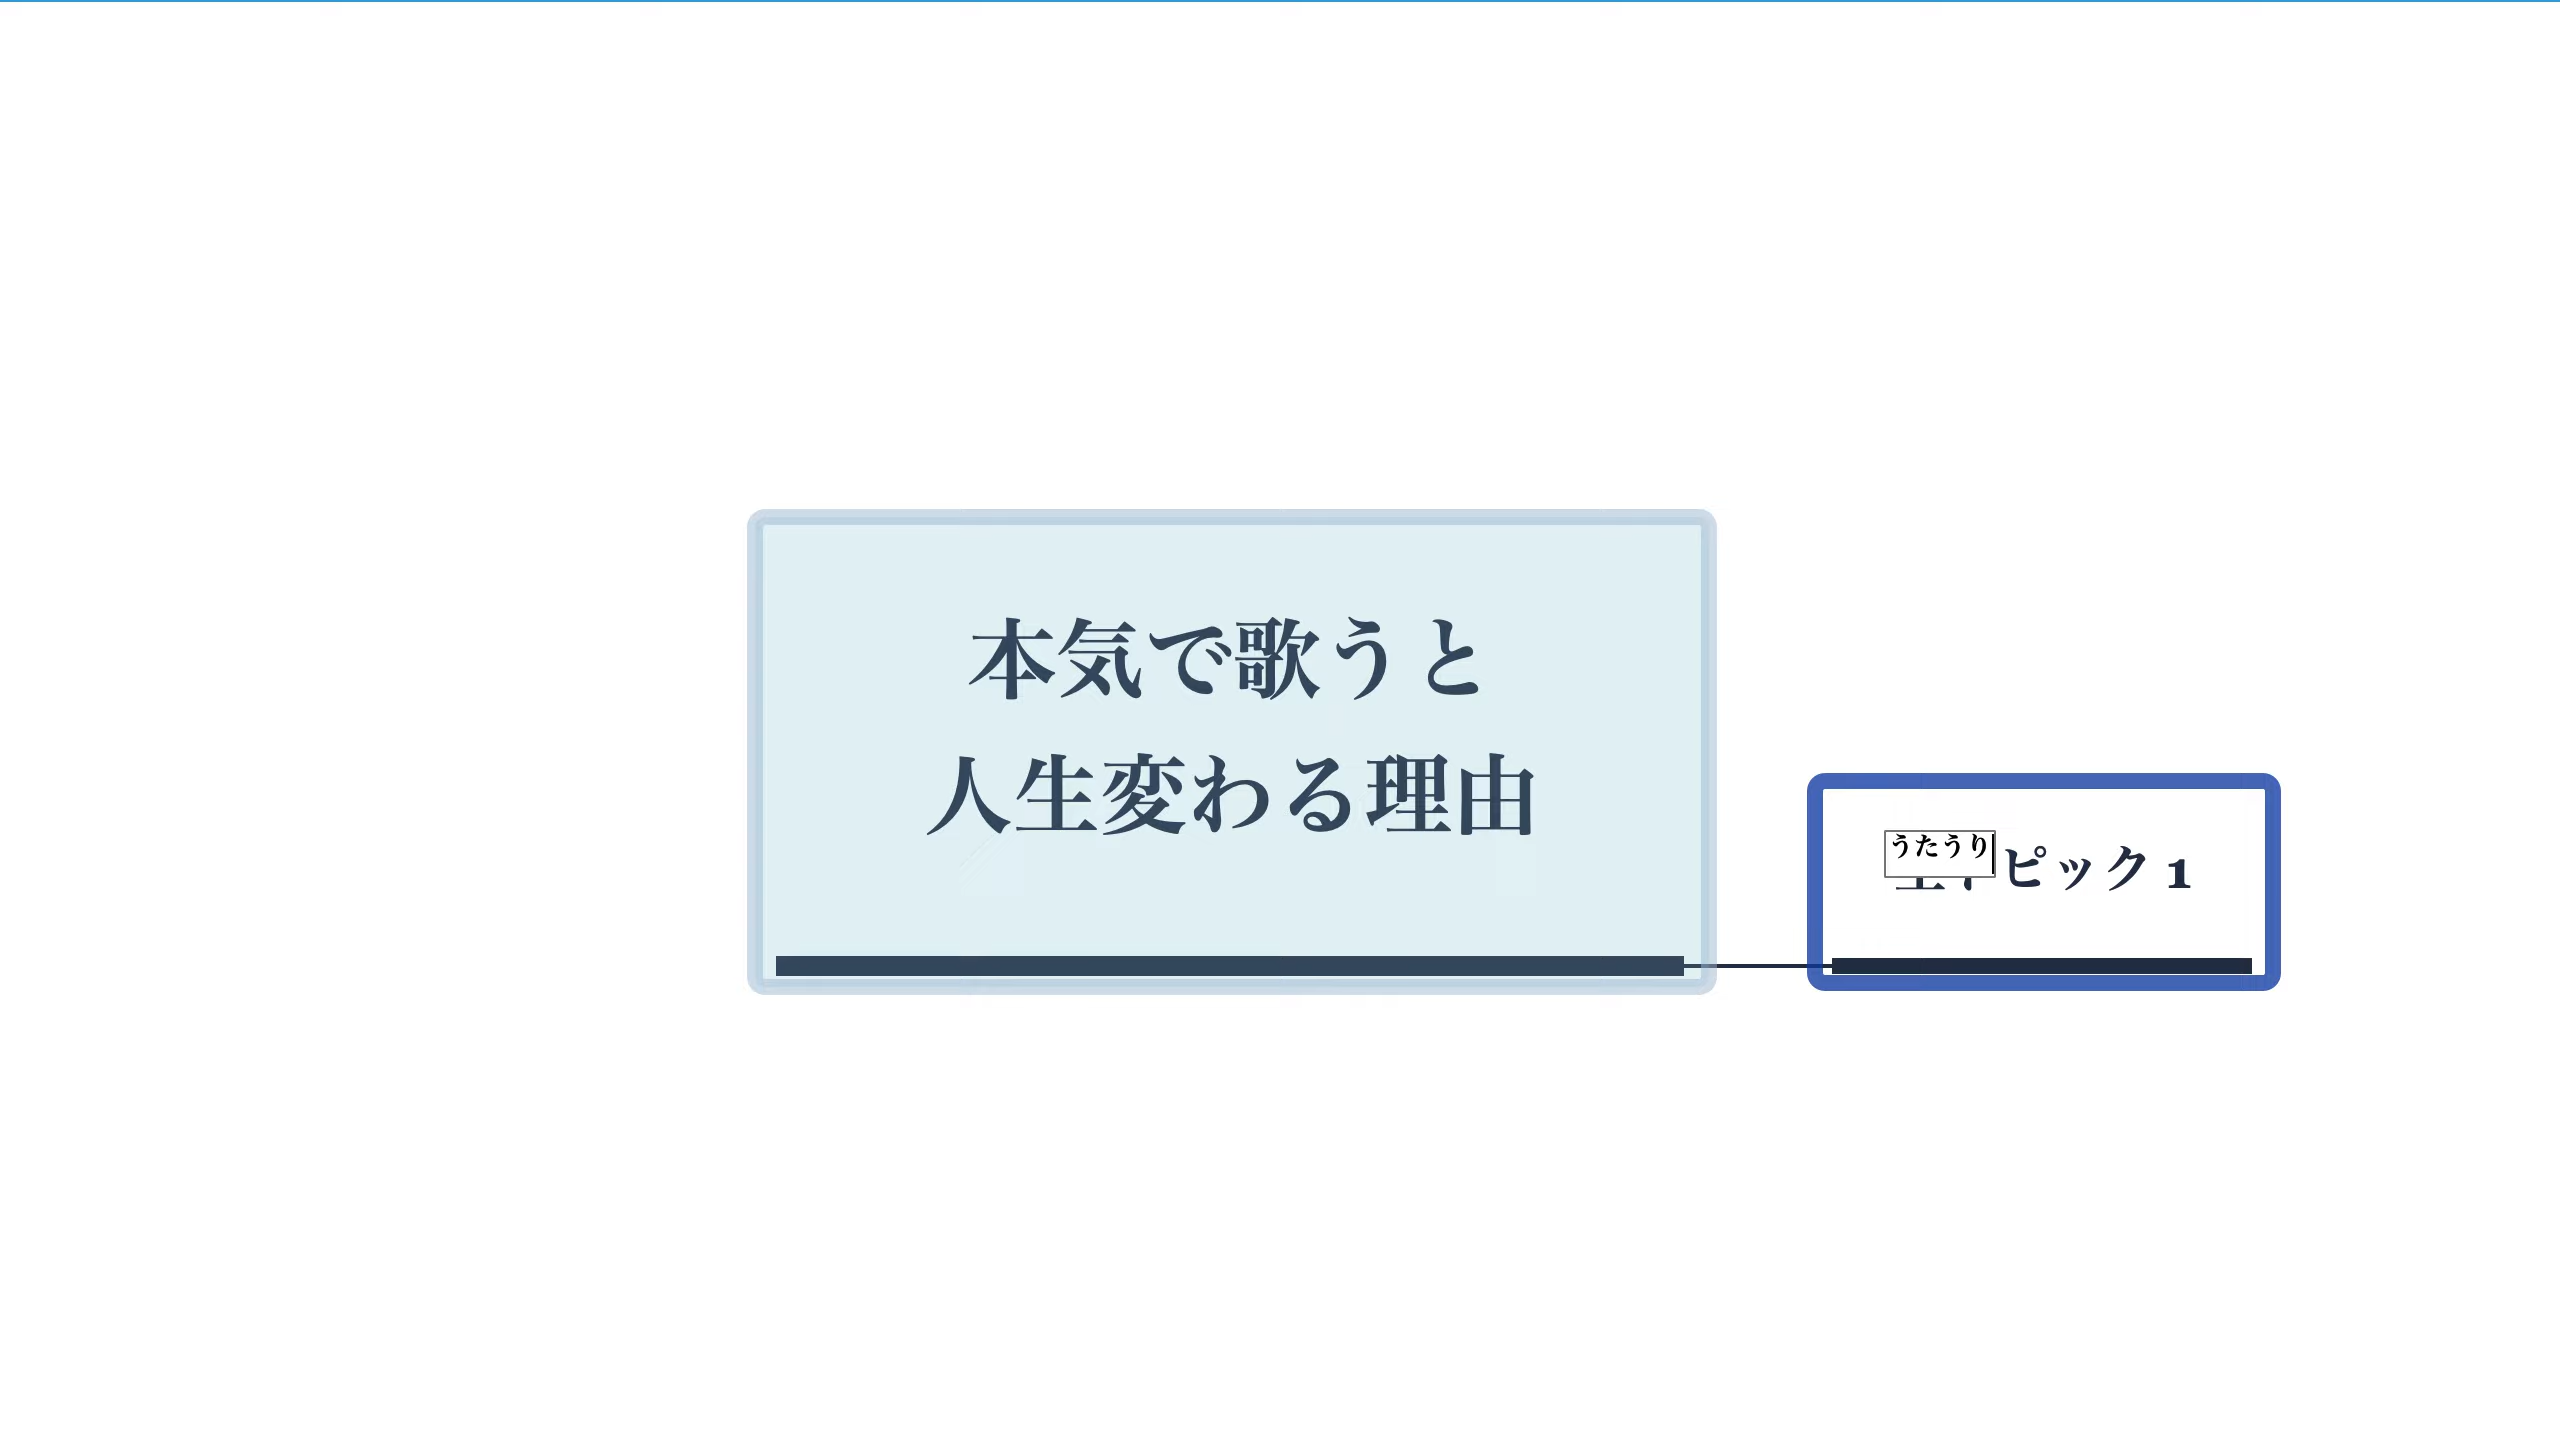 本気で歌うと
人生変わる理由
うたうり
ピック 1